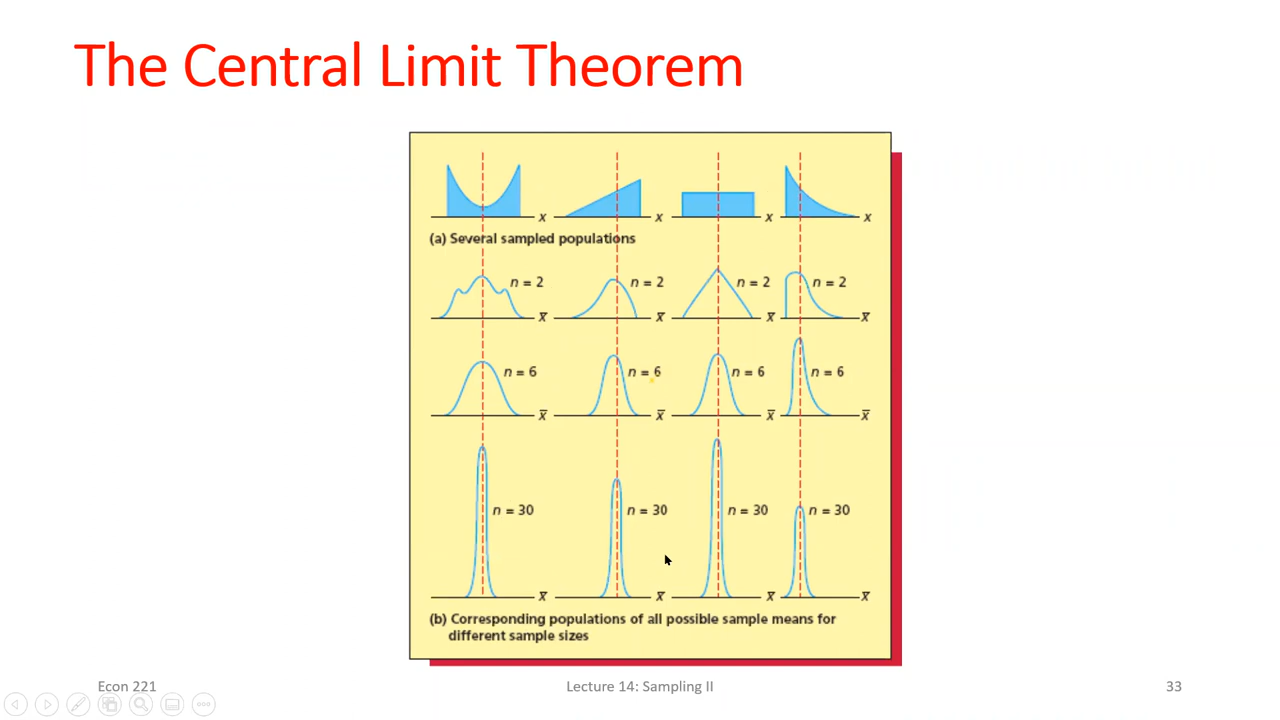 The Central Limit Theorem
x x x x
(a) Several sampled populations
n = 2 n = 2 n = 2 n = 2
x̅ x̅ x̅ x̅
n = 6 n = 6 n = 6 n = 6
x̅ x̅ x̅ x̅
n = 30 n = 30 n = 30 n = 30
x̅ x̅ x̅ x̅
(b) Corresponding populations of all possible sample means for
different sample sizes
Econ 221 Lecture 14: Sampling II 33